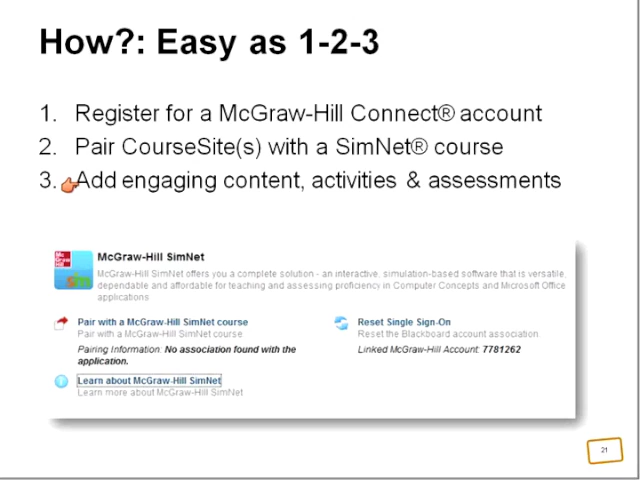 How?: Easy as 1-2-3
1. Register for a McGraw-Hill Connect® account
2. Pair CourseSite(s) with a SimNet® course
3. Add engaging content, activities & assessments
Mc
Graw
Hill
sim
McGraw-Hill SimNet
McGraw-Hill SimNet offers you a complete solution - an interactive, simulation-based software that is versatile,
dependable and affordable for teaching and assessing proficiency in Computer Concepts and Microsoft Office
applications
Pair with a McGraw-Hill SimNet course
Pair with a McGraw-Hill SimNet course
Pairing Information: No association found with the
application.
Learn about McGraw-Hill SimNet
Learn more about McGraw-Hill SimNet
Reset Single Sign-On
Reset the Blackboard account association.
Linked McGraw-Hill Account: 7781262
21